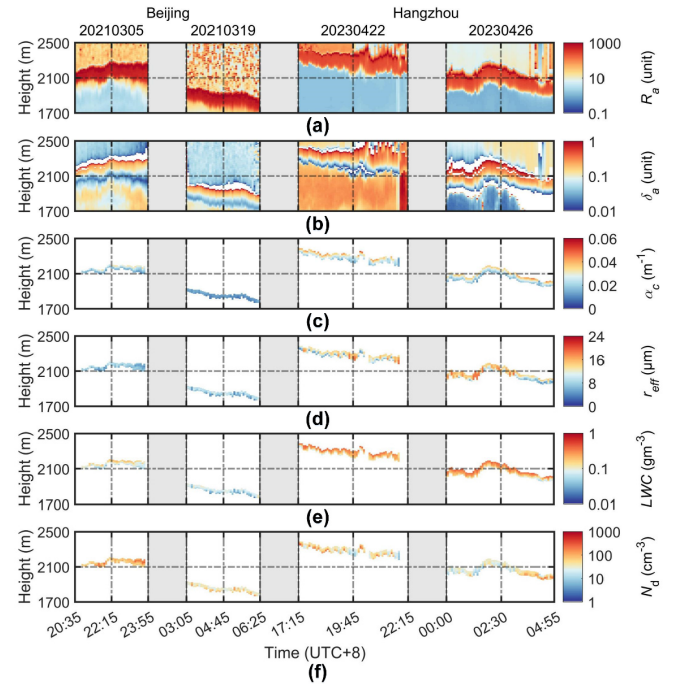 Beijing Hangzhou
20210305 20210319 20230422 20230426
2500 1000
Height (m) 2100 10 Rₐ (unit)
1700 0.1
(a)
2500 1
Height (m) 2100 0.1 δₐ (unit)
1700 0.01
(b)
2500 0.06
0.04
Height (m) 2100 α_c (m⁻¹)
0.02
1700 0
(c)
2500 24
16
Height (m) 2100 r_eff (µm)
8
1700 0
(d)
2500 1
Height (m) 2100 0.1 LWC (gm⁻³)
1700 0.01
(e)
2500 1000
100
Height (m) 2100 N_d (cm⁻³)
10
1700 1
20:35 22:15 23:55 03:05 04:45 06:25 17:15 19:45 22:15 00:00 02:30 04:55
Time (UTC+8)
(f)